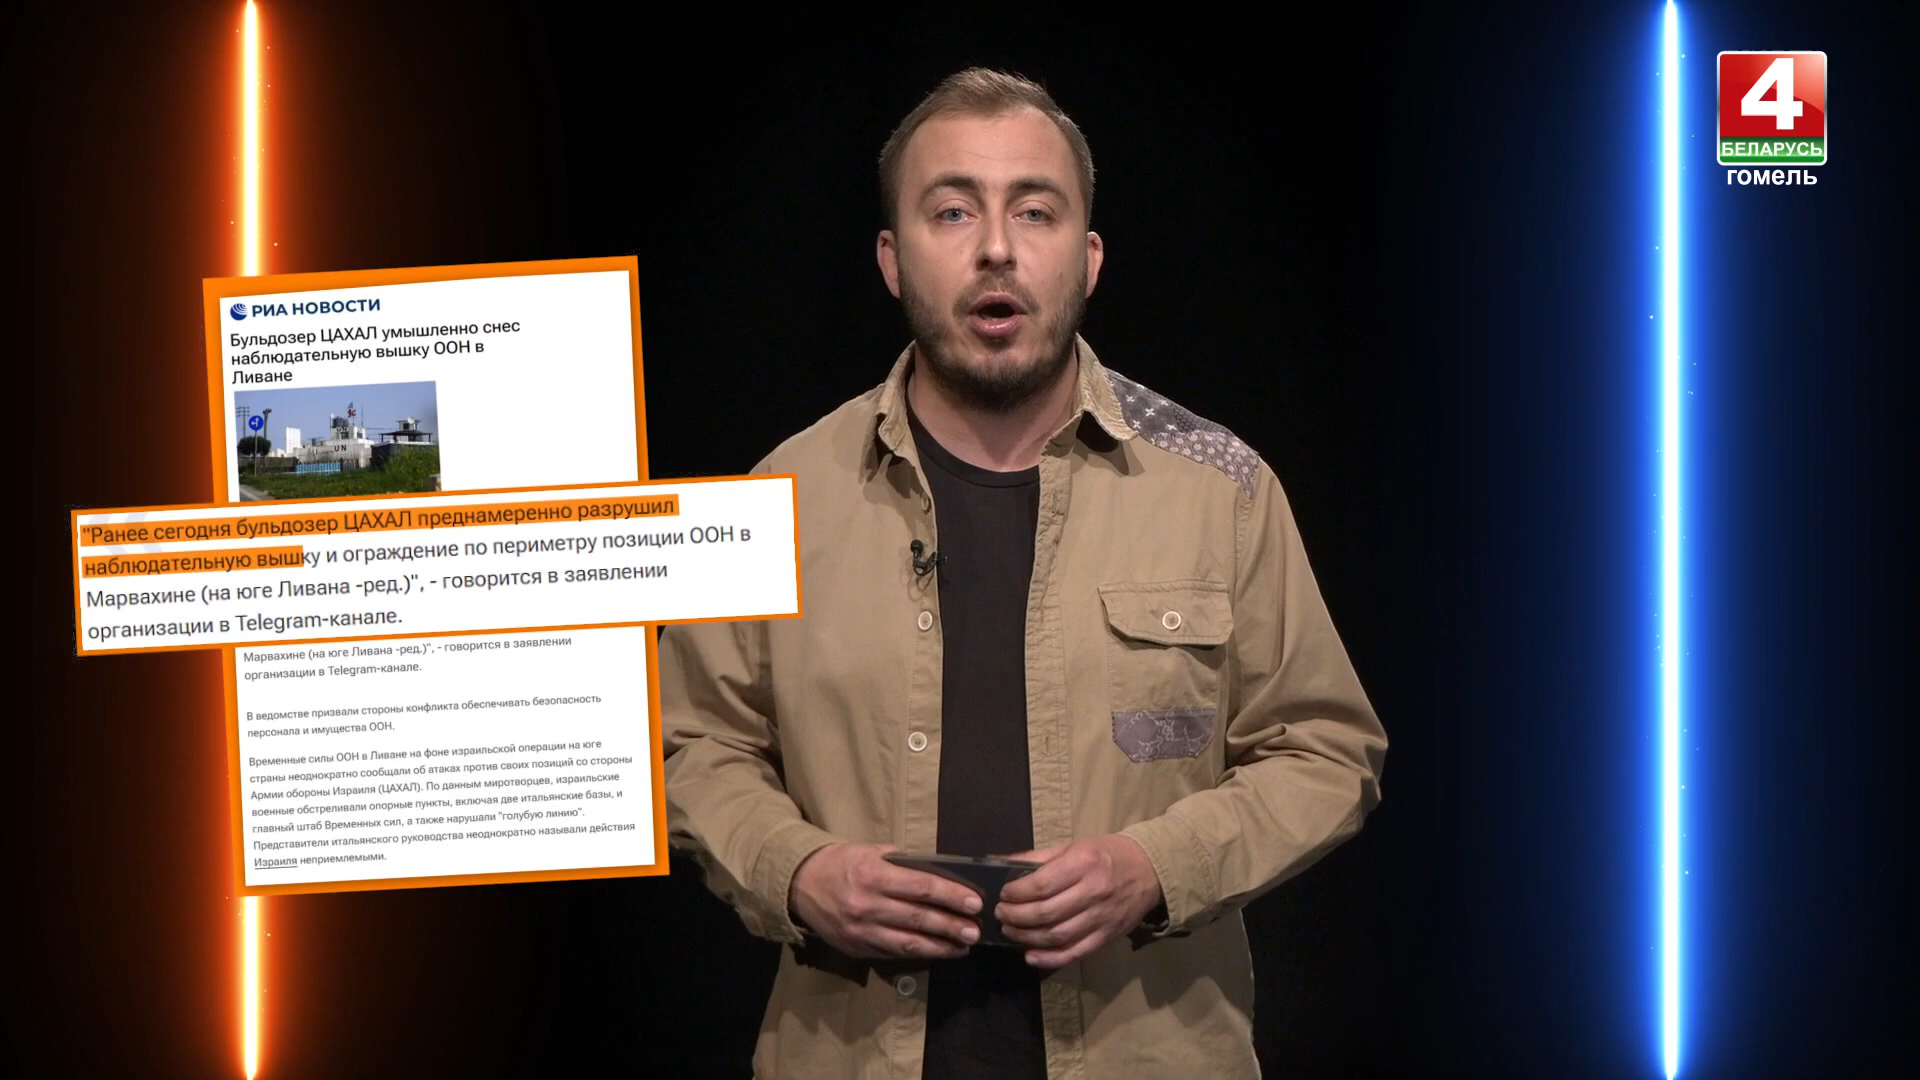 4
БЕЛАРУСЬ
гомель
РИА НОВОСТИ
Бульдозер ЦАХАЛ умышленно снес
наблюдательную вышку ООН в
Ливане
UN
"Ранее сегодня бульдозер ЦАХАЛ преднамеренно разрушил
наблюдательную вышку и ограждение по периметру позиции ООН в
Марвахине (на юге Ливана -ред.)", - говорится в заявлении
организации в Telegram-канале.
Марвахине (на юге Ливана -ред.)", - говорится в заявлении
организации в Telegram-канале.
В ведомстве призвали стороны конфликта обеспечивать безопасность
персонала и имущества ООН.
Временные силы ООН в Ливане на фоне израильской операции на юге
страны неоднократно сообщали об атаках против своих позиций со стороны
Армии обороны Израиля (ЦАХАЛ). По данным миротворцев, израильские
военные обстреливали опорные пункты, включая две итальянские базы, и
главный штаб Временных сил, а также нарушали "голубую линию".
Представители итальянского руководства неоднократно называли действия
Израиля неприемлемыми.